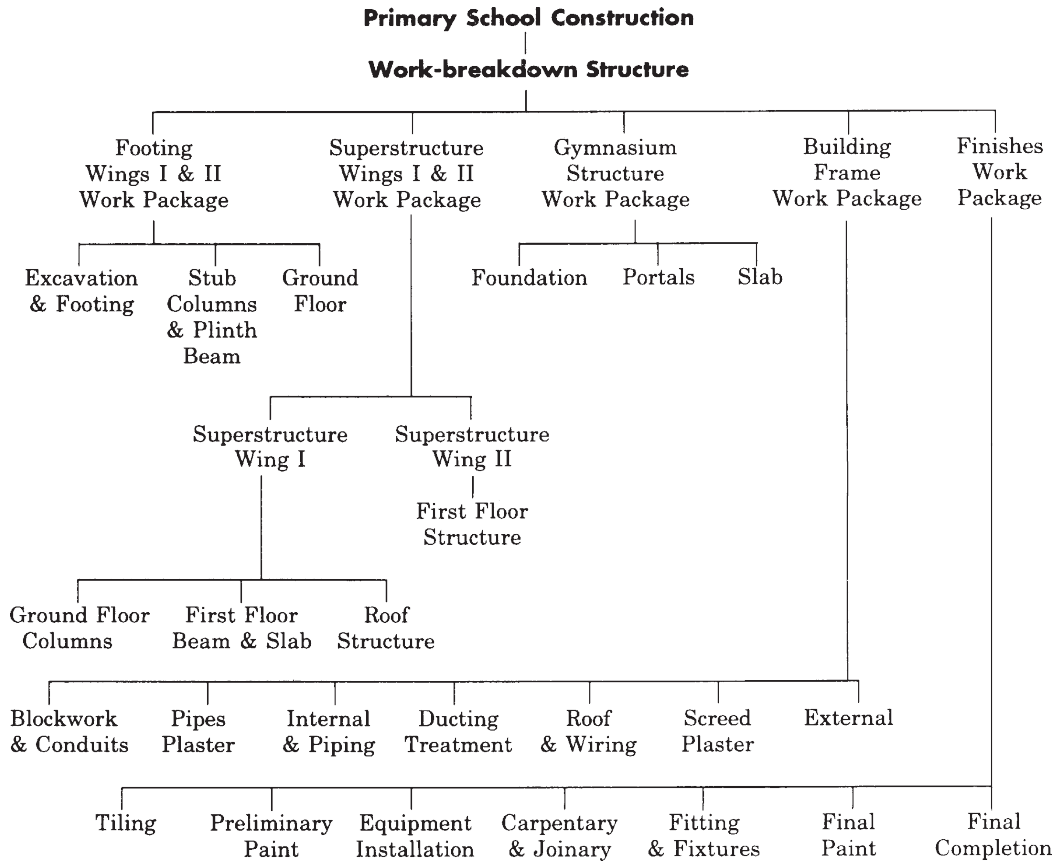 Primary School Construction
Work-breakdown Structure
Footing
Wings I & II
Work Package
Superstructure
Wings I & II
Work Package
Gymnasium
Structure
Work Package
Building
Frame
Work Package
Finishes
Work
Package
Excavation
& Footing
Stub
Columns
& Plinth
Beam
Ground
Floor
Foundation
Portals
Slab
Superstructure
Wing I
Superstructure
Wing II
First Floor
Structure
Ground Floor
Columns
First Floor
Beam & Slab
Roof
Structure
Blockwork
& Conduits
Pipes
Plaster
Internal
& Piping
Ducting
Treatment
Roof
& Wiring
Screed
Plaster
External
Tiling
Preliminary
Paint
Equipment
Installation
Carpentary
& Joinary
Fitting
& Fixtures
Final
Paint
Final
Completion